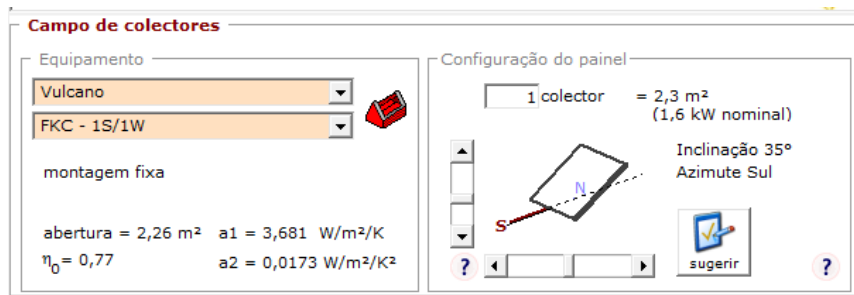 Campo de colectores
Equipamento
Vulcano
FKC - 1S/1W
montagem fixa
abertura = 2,26 m² a1 = 3,681 W/m²/K
η0= 0,77 a2 = 0,0173 W/m²/K²
Configuração do painel
1 colector = 2,3 m²
(1,6 kW nominal)
Inclinação 35º
Azimute Sul
N
S
sugerir
?
?